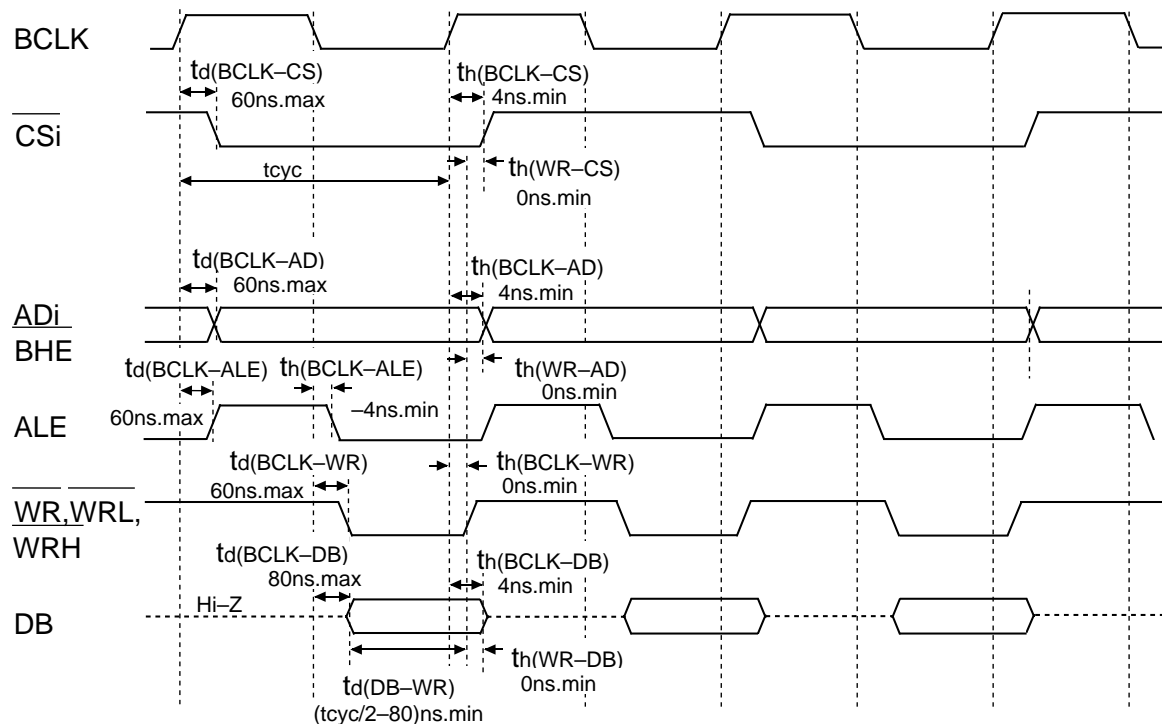 BCLK
td(BCLK–CS)
60ns.max
th(BCLK–CS)
4ns.min
CSi
tcyc
th(WR–CS)
0ns.min
td(BCLK–AD)
60ns.max
th(BCLK–AD)
4ns.min
ADi
BHE
td(BCLK–ALE)
th(BCLK–ALE)
th(WR–AD)
0ns.min
60ns.max
–4ns.min
ALE
td(BCLK–WR)
60ns.max
th(BCLK–WR)
0ns.min
WR,WRL,
WRH
td(BCLK–DB)
80ns.max
th(BCLK–DB)
4ns.min
Hi–Z
DB
th(WR–DB)
0ns.min
td(DB–WR)
(tcyc/2–80)ns.min